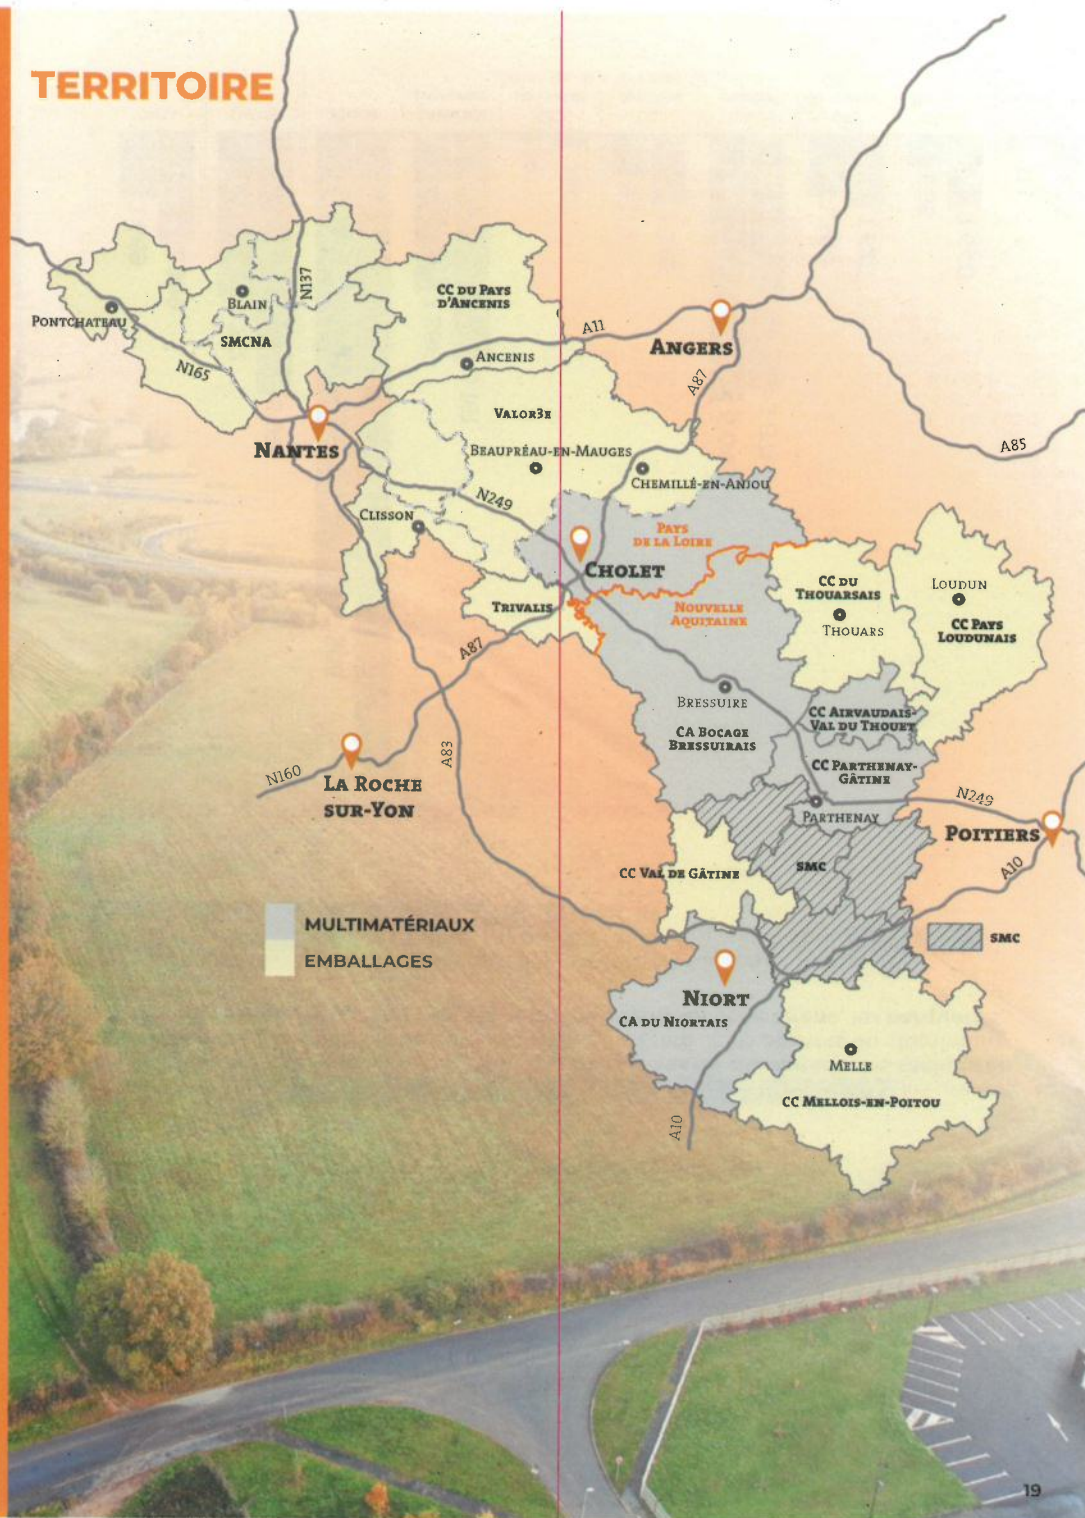 TERRITOIRE
N137
CC du Pays
d'Ancenis
Blain
Pontchateau
SMCNA
N165
A11
Angers
Ancenis
A87
Valor3e
A85
Nantes
Beaupréau-en-Mauges
Chemillé-en-Anjou
N249
Clisson
Pays
de la Loire
Cholet
CC du
Thouarsais
Loudun
Trivalis
Nouvelle
Aquitaine
Thouars
CC Pays
Loudunais
A87
Bressuire
CC Airvaudais-
Val du Thouet
CA Bocage
Bressuirais
A83
CC Parthenay-
Gâtine
N160
La Roche
sur-Yon
N249
Parthenay
Poitiers
SMC
A10
CC Val de Gâtine
MULTIMATÉRIAUX
SMC
EMBALLAGES
Niort
CA du Niortais
Melle
CC Mellois-en-Poitou
A10
19